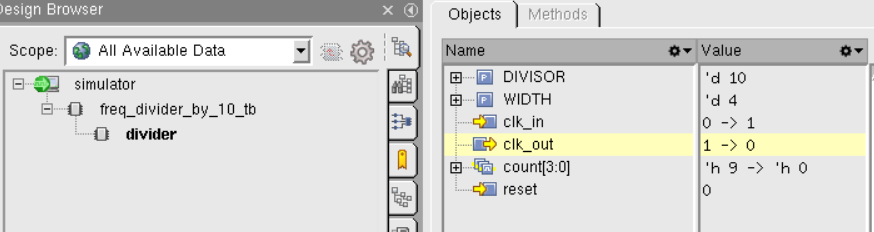 Design Browser
Scope: All Available Data
simulator
freq_divider_by_10_tb
divider
Objects Methods
Name Value
DIVISOR 'd 10
WIDTH 'd 4
clk_in 0 -> 1
clk_out 1 -> 0
count[3:0] 'h 9 -> 'h 0
reset 0